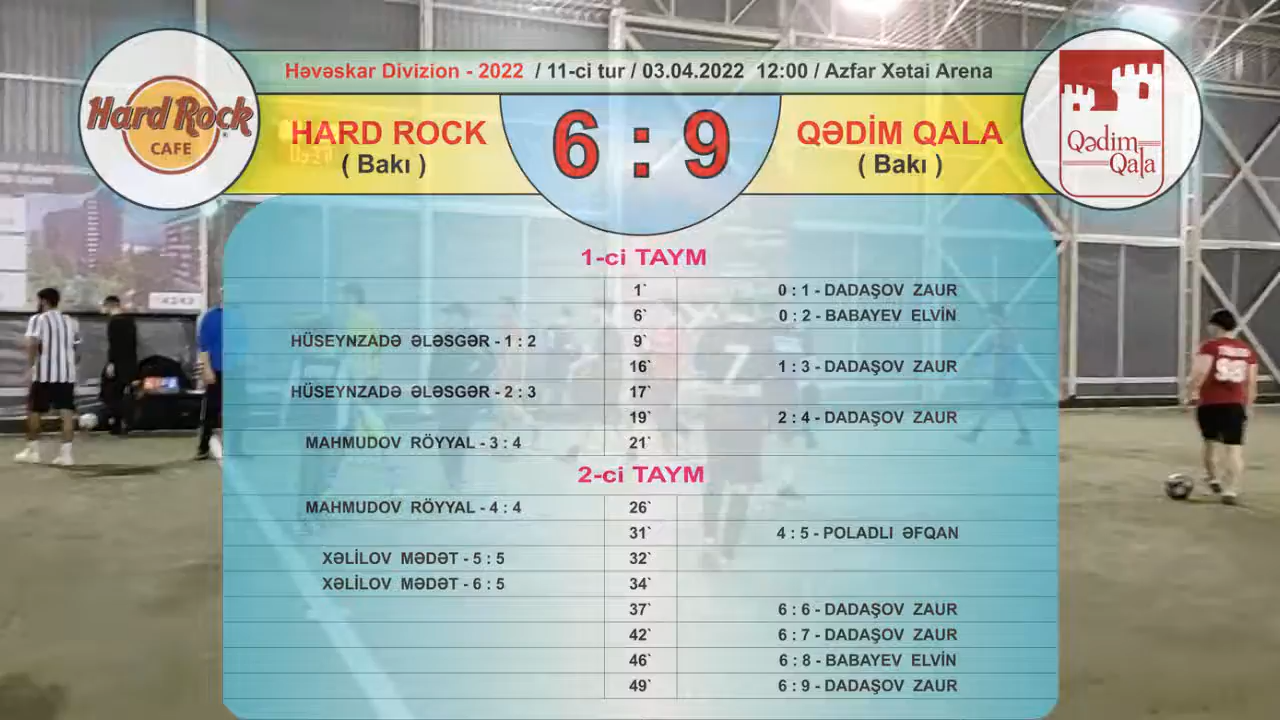 Həvəskar Divizion - 2022 / 11-ci tur / 03.04.2022 12:00 / Azfar Xətai Arena
Hard Rock
CAFE
HARD ROCK
( Bakı )
6 : 9
QƏDİM QALA
( Bakı )
Qədim
Qala
1-ci TAYM
1` 0 : 1 - DADAŞOV ZAUR
6` 0 : 2 - BABAYEV ELVİN
HÜSEYNZADƏ ƏLƏSGƏR - 1 : 2 9`
16` 1 : 3 - DADAŞOV ZAUR
HÜSEYNZADƏ ƏLƏSGƏR - 2 : 3 17`
19` 2 : 4 - DADAŞOV ZAUR
MAHMUDOV RÖYYAL - 3 : 4 21`
2-ci TAYM
MAHMUDOV RÖYYAL - 4 : 4 26`
31` 4 : 5 - POLADLI ƏFQAN
XƏLİLOV MƏDƏT - 5 : 5 32`
XƏLİLOV MƏDƏT - 6 : 5 34`
37` 6 : 6 - DADAŞOV ZAUR
42` 6 : 7 - DADAŞOV ZAUR
46` 6 : 8 - BABAYEV ELVİN
49` 6 : 9 - DADAŞOV ZAUR
7